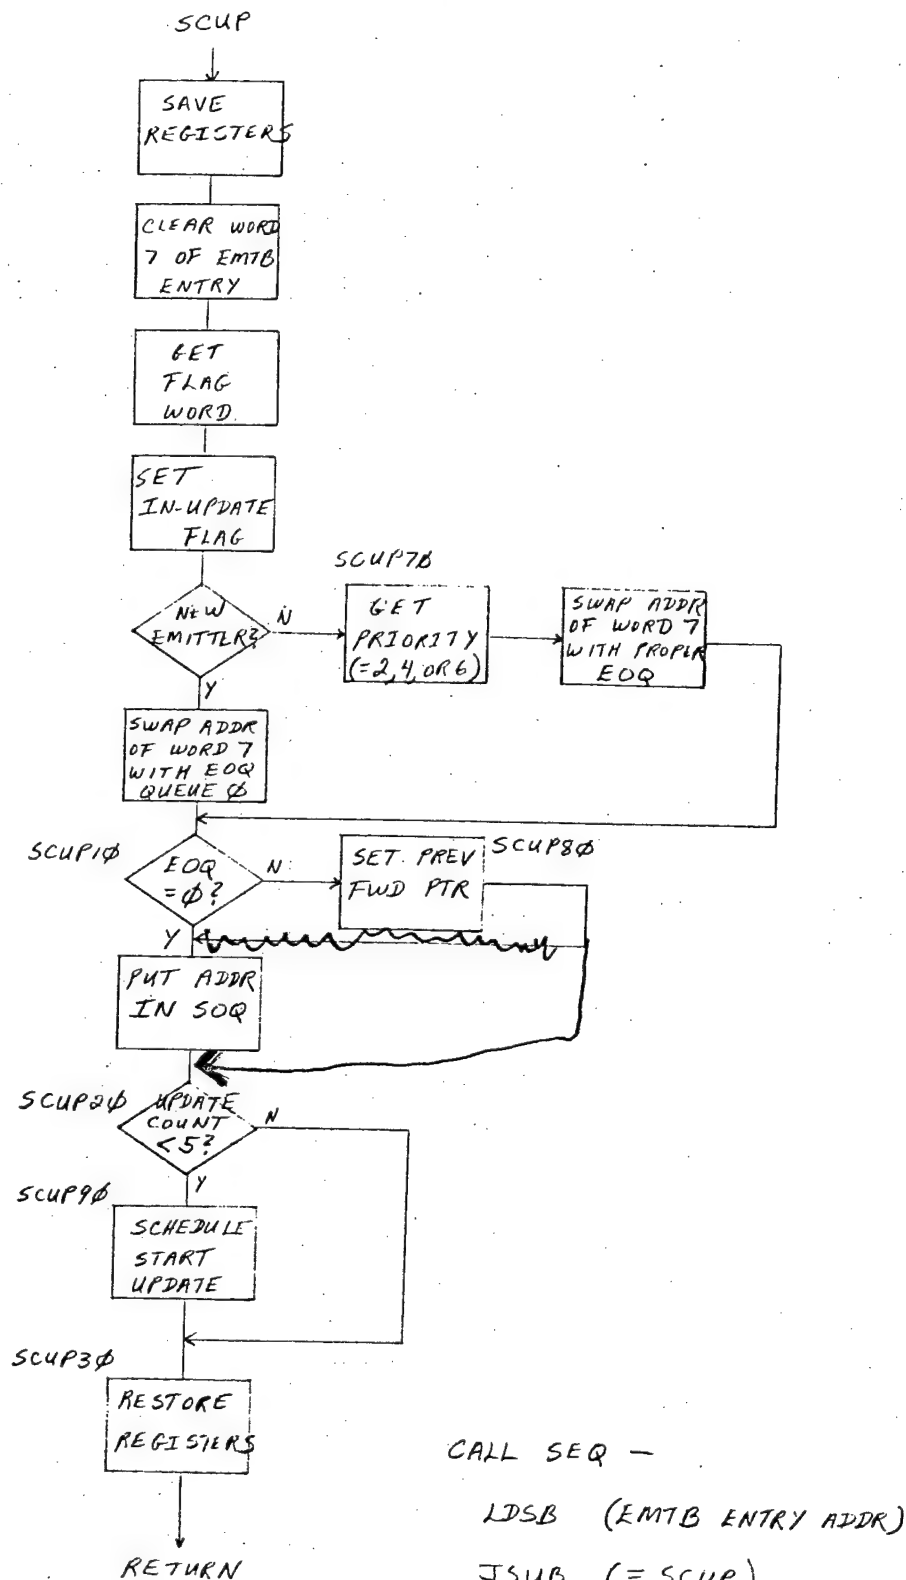 SCUP
SAVE
REGISTERS
CLEAR WORD
7 OF EMTB
ENTRY
GET
FLAG
WORD
SET
IN-UPDATE
FLAG
NEW
EMITTER?
N
Y
SCUP7Ø
GET
PRIORITY
(=2,4, OR 6)
SWAP ADDR
OF WORD 7
WITH PROPER
EOQ
SWAP ADDR
OF WORD 7
WITH EOQ
QUEUE Ø
SCUP1Ø
EOQ
=Ø?
N
Y
SET PREV
FWD PTR
SCUP8Ø
PUT ADDR
IN SOQ
SCUP2Ø
UPDATE
COUNT
<5?
N
Y
SCUP9Ø
SCHEDULE
START
UPDATE
SCUP3Ø
RESTORE
REGISTERS
RETURN
CALL SEQ —
LDSB (EMTB ENTRY ADDR)
JSUB (=SCUP)